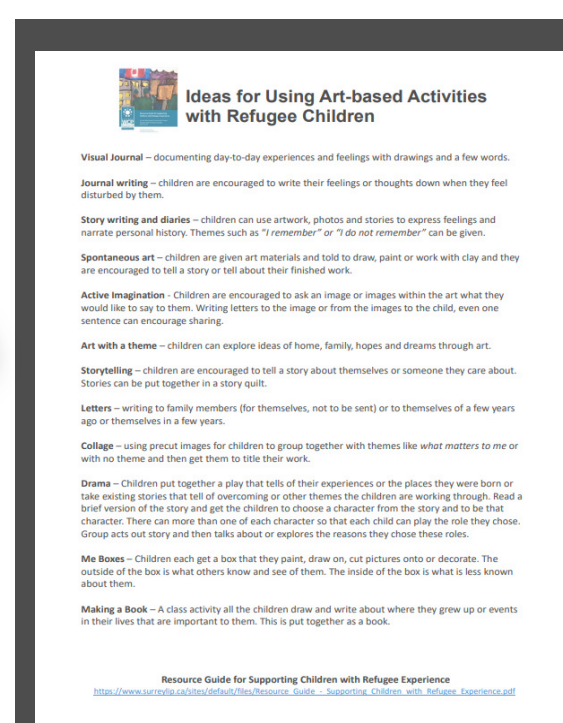 Ideas for Using Art-based Activities
with Refugee Children
Visual Journal – documenting day-to-day experiences and feelings with drawings and a few words.
Journal writing – children are encouraged to write their feelings or thoughts down when they feel
disturbed by them.
Story writing and diaries – children can use artwork, photos and stories to express feelings and
narrate personal history. Themes such as "I remember" or "I do not remember" can be given.
Spontaneous art – children are given art materials and told to draw, paint or work with clay and they
are encouraged to tell a story or tell about their finished work.
Active Imagination - Children are encouraged to ask an image or images within the art what they
would like to say to them. Writing letters to the image or from the images to the child, even one
sentence can encourage sharing.
Art with a theme – children can explore ideas of home, family, hopes and dreams through art.
Storytelling – children are encouraged to tell a story about themselves or someone they care about.
Stories can be put together in a story quilt.
Letters – writing to family members (for themselves, not to be sent) or to themselves of a few years
ago or themselves in a few years.
Collage – using precut images for children to group together with themes like what matters to me or
with no theme and then get them to title their work.
Drama – Children put together a play that tells of their experiences or the places they were born or
take existing stories that tell of overcoming or other themes the children are working through. Read a
brief version of the story and get the children to choose a character from the story and to be that
character. There can more than one of each character so that each child can play the role they chose.
Group acts out story and then talks about or explores the reasons they chose these roles.
Me Boxes – Children each get a box that they paint, draw on, cut pictures onto or decorate. The
outside of the box is what others know and see of them. The inside of the box is what is less known
about them.
Making a Book – A class activity all the children draw and write about where they grew up or events
in their lives that are important to them. This is put together as a book.
Resource Guide for Supporting Children with Refugee Experience
https://www.surreylip.ca/sites/default/files/Resource_Guide_-_Supporting_Children_with_Refugee_Experience.pdf